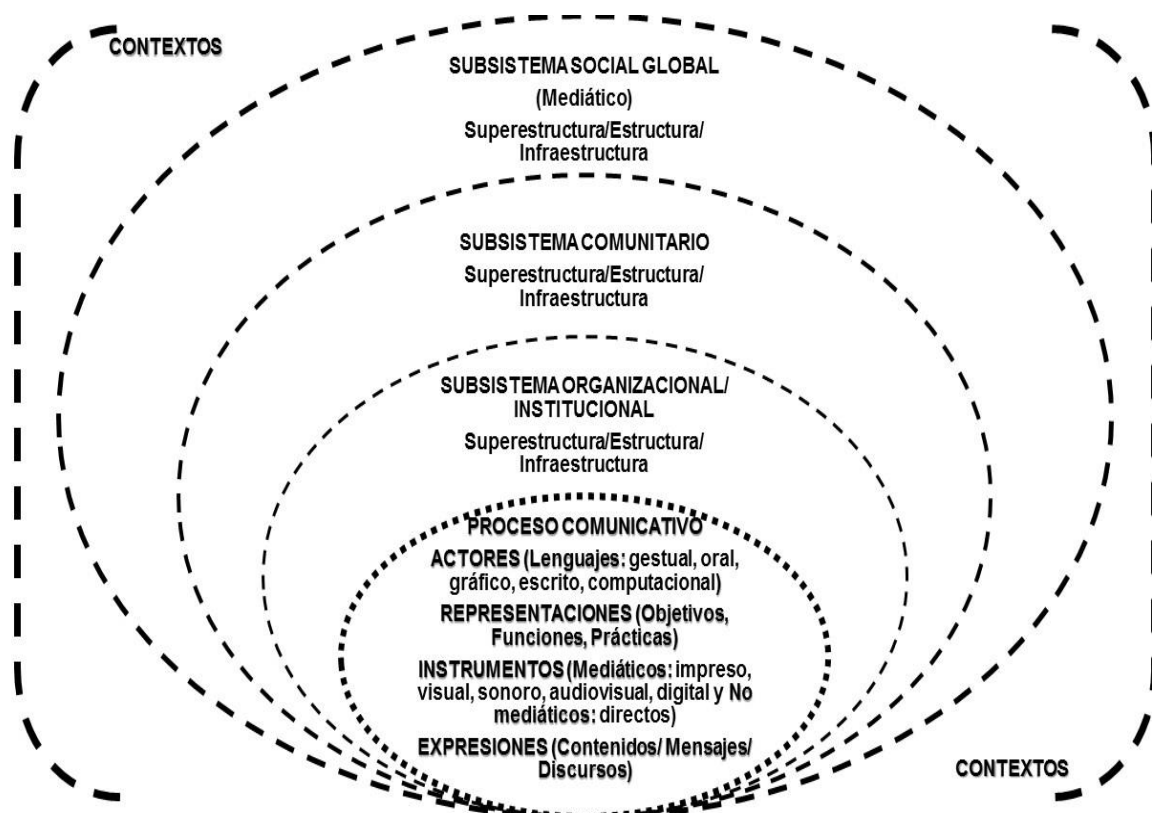 CONTEXTOS
SUBSISTEMA SOCIAL GLOBAL
(Mediático)
Superestructura/Estructura/
Infraestructura
SUBSISTEMA COMUNITARIO
Superestructura/Estructura/
Infraestructura
SUBSISTEMA ORGANIZACIONAL/
INSTITUCIONAL
Superestructura/Estructura/
Infraestructura
PROCESO COMUNICATIVO
ACTORES (Lenguajes: gestual, oral,
gráfico, escrito, computacional)
REPRESENTACIONES (Objetivos,
Funciones, Prácticas)
INSTRUMENTOS (Mediáticos: impreso,
visual, sonoro, audiovisual, digital y No
mediáticos: directos)
EXPRESIONES (Contenidos/ Mensajes/
Discursos)
CONTEXTOS